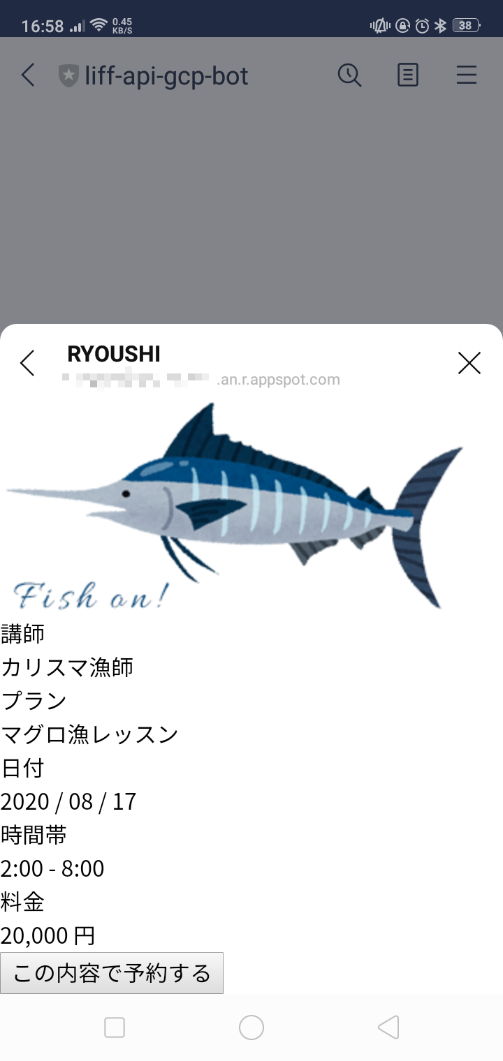 16:58 0.45 KB/S 38
liff-api-gcp-bot
RYOUSHI
.an.r.appspot.com
Fish on!
講師
カリスマ漁師
プラン
マグロ漁レッスン
日付
2020 / 08 / 17
時間帯
2:00 - 8:00
料金
20,000 円
この内容で予約する